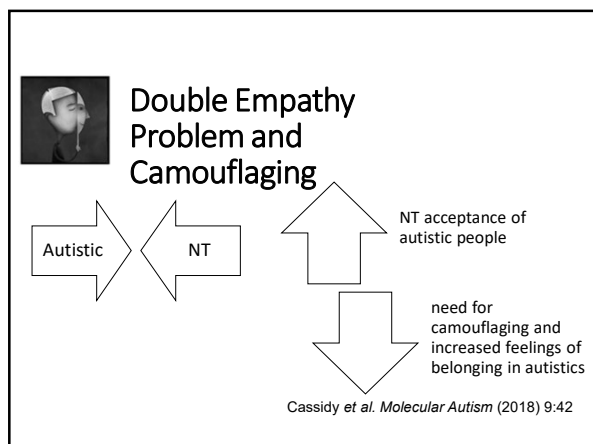 Double Empathy
Problem and
Camouflaging
Autistic
NT
NT acceptance of
autistic people
need for
camouflaging and
increased feelings of
belonging in autistics
Cassidy et al. Molecular Autism (2018) 9:42